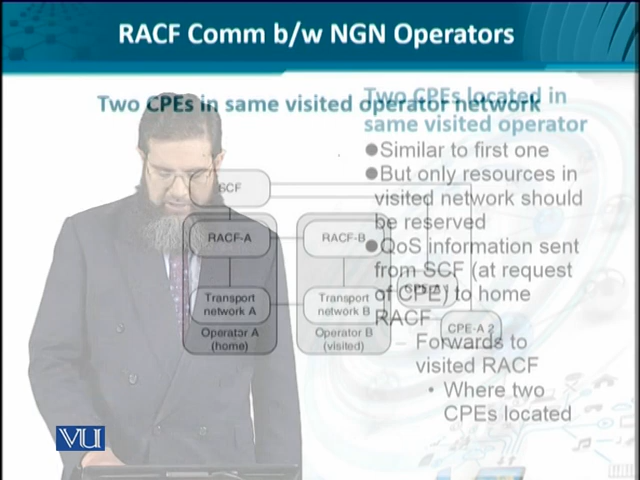 RACF Comm b/w NGN Operators
Two CPEs in same visited operator network
Two CPEs located in
same visited operator
●Similar to first one
●But only resources in
visited network should
be reserved
●QoS information sent
from SCF (at request
of CPE) to home
RACF
– Forwards to
visited RACF
• Where two
CPEs located
SCF
RACF-A
RACF-B
Transport
network A
Transport
network B
Operator A
(home)
Operator B
(visited)
CPE-A 2
VU